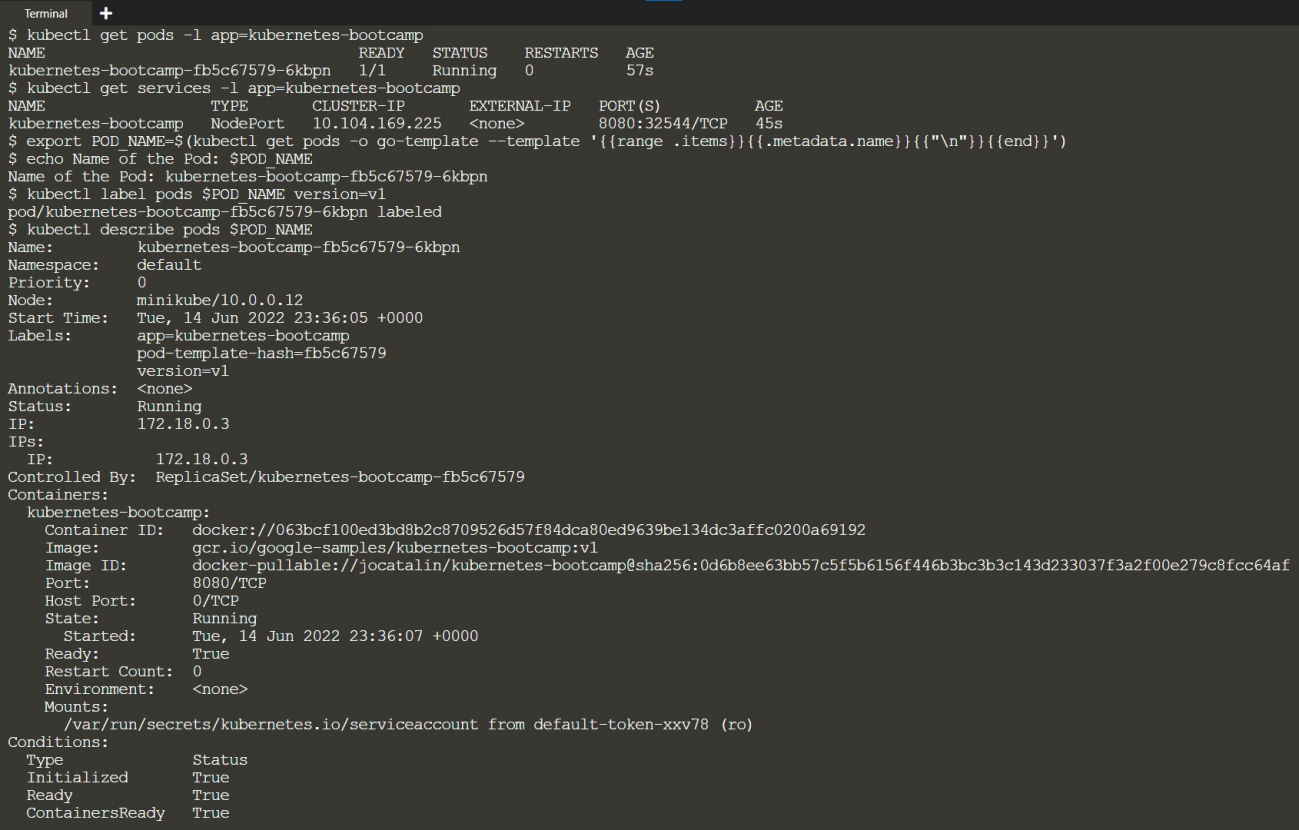 Terminal +
$ kubectl get pods -l app=kubernetes-bootcamp
NAME READY STATUS RESTARTS AGE
kubernetes-bootcamp-fb5c67579-6kbpn 1/1 Running 0 57s
$ kubectl get services -l app=kubernetes-bootcamp
NAME TYPE CLUSTER-IP EXTERNAL-IP PORT(S) AGE
kubernetes-bootcamp NodePort 10.104.169.225 <none> 8080:32544/TCP 45s
$ export POD_NAME=$(kubectl get pods -o go-template --template '{{range .items}}{{.metadata.name}}{{"\n"}}{{end}}')
$ echo Name of the Pod: $POD_NAME
Name of the Pod: kubernetes-bootcamp-fb5c67579-6kbpn
$ kubectl label pods $POD_NAME version=v1
pod/kubernetes-bootcamp-fb5c67579-6kbpn labeled
$ kubectl describe pods $POD_NAME
Name: kubernetes-bootcamp-fb5c67579-6kbpn
Namespace: default
Priority: 0
Node: minikube/10.0.0.12
Start Time: Tue, 14 Jun 2022 23:36:05 +0000
Labels: app=kubernetes-bootcamp
pod-template-hash=fb5c67579
version=v1
Annotations: <none>
Status: Running
IP: 172.18.0.3
IPs:
IP: 172.18.0.3
Controlled By: ReplicaSet/kubernetes-bootcamp-fb5c67579
Containers:
kubernetes-bootcamp:
Container ID: docker://063bcf100ed3bd8b2c8709526d57f84dca80ed9639be134dc3affc0200a69192
Image: gcr.io/google-samples/kubernetes-bootcamp:v1
Image ID: docker-pullable://jocatalin/kubernetes-bootcamp@sha256:0d6b8ee63bb57c5f5b6156f446b3bc3b3c143d233037f3a2f00e279c8fcc64af
Port: 8080/TCP
Host Port: 0/TCP
State: Running
Started: Tue, 14 Jun 2022 23:36:07 +0000
Ready: True
Restart Count: 0
Environment: <none>
Mounts:
/var/run/secrets/kubernetes.io/serviceaccount from default-token-xxv78 (ro)
Conditions:
Type Status
Initialized True
Ready True
ContainersReady True